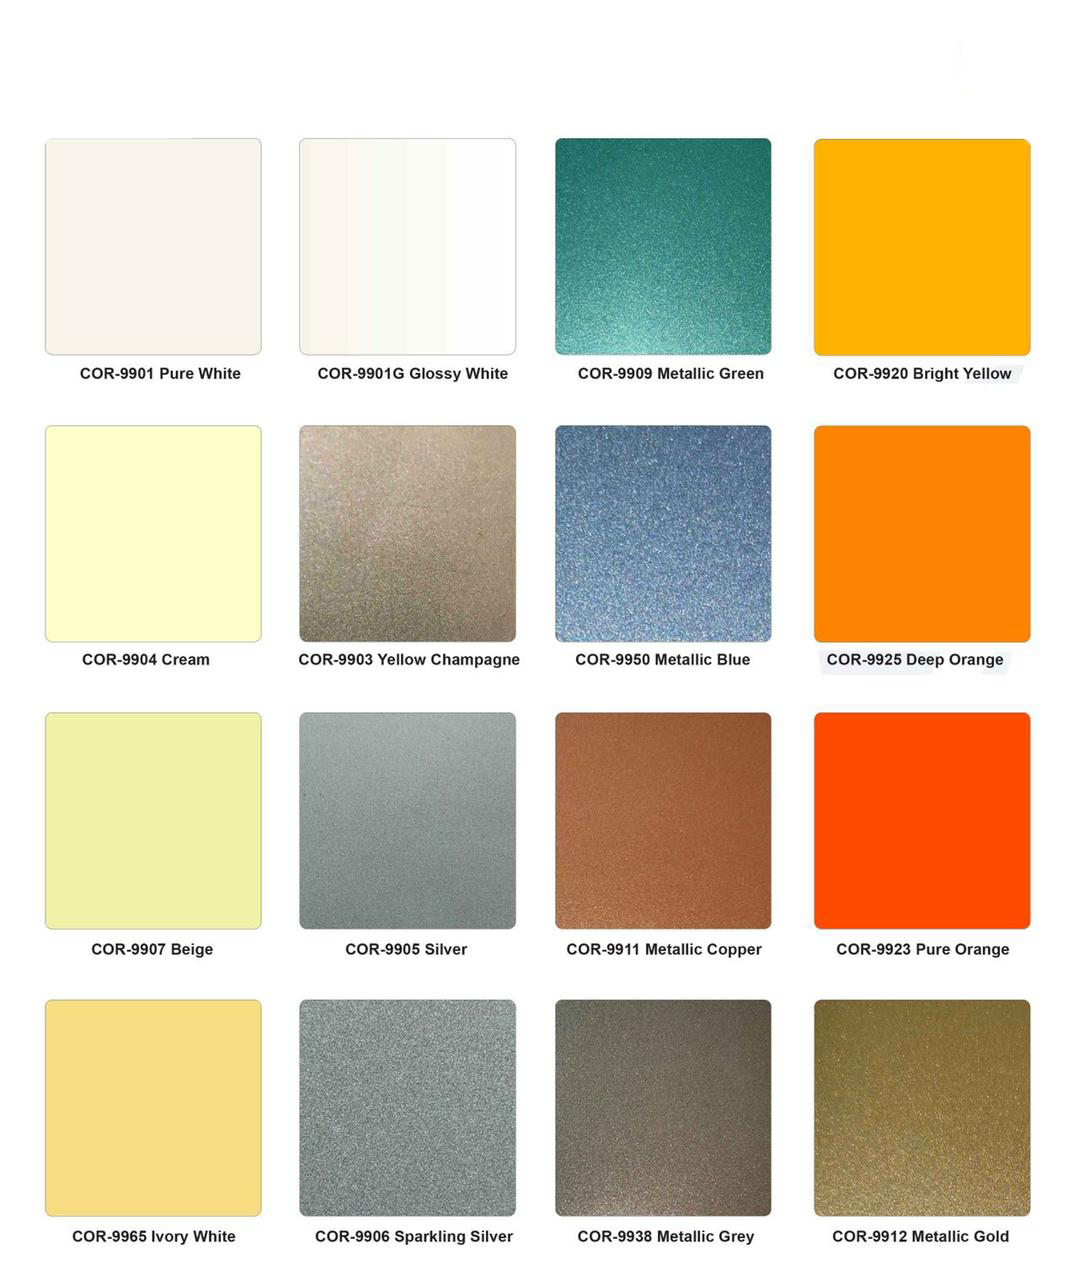 COR-9901 Pure White
COR-9901G Glossy White
COR-9909 Metallic Green
COR-9920 Bright Yellow
COR-9904 Cream
COR-9903 Yellow Champagne
COR-9950 Metallic Blue
COR-9925 Deep Orange
COR-9907 Beige
COR-9905 Silver
COR-9911 Metallic Copper
COR-9923 Pure Orange
COR-9965 Ivory White
COR-9906 Sparkling Silver
COR-9938 Metallic Grey
COR-9912 Metallic Gold